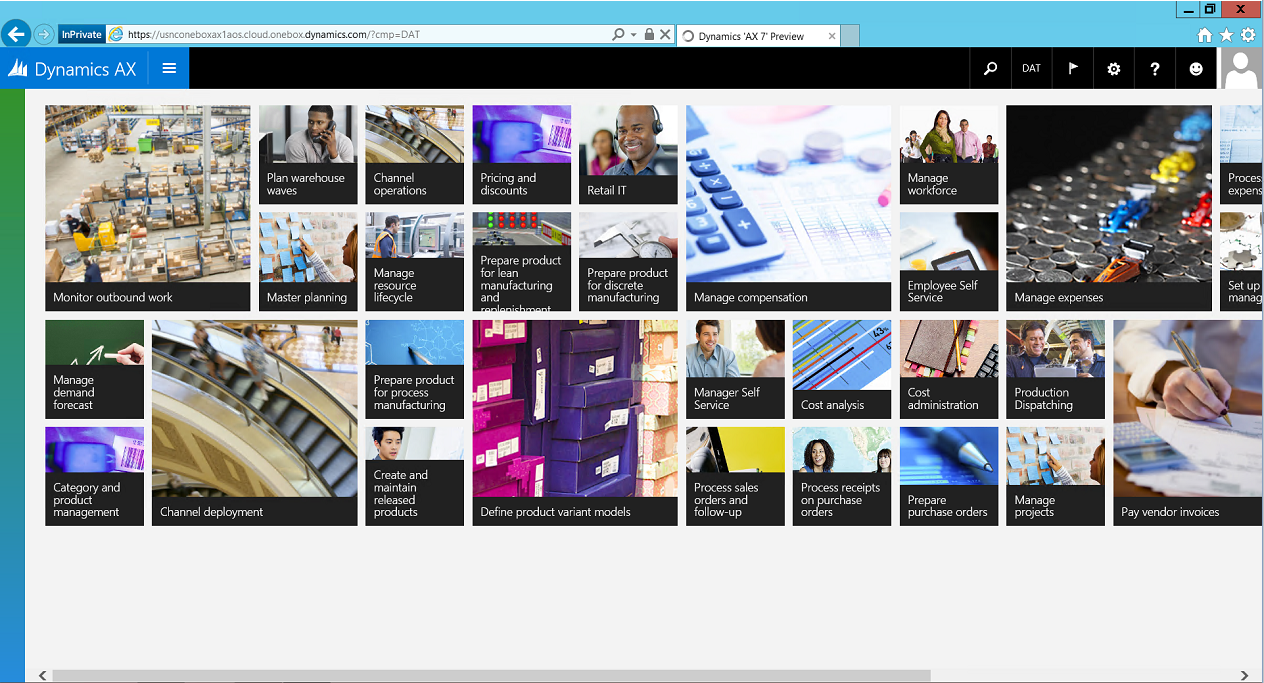 InPrivate
https://usnconeboxax1aos.cloud.onebox.dynamics.com/?cmp=DAT
Dynamics 'AX 7' Preview
Dynamics AX
DAT
?
Monitor outbound work
Plan warehouse
waves
Channel
operations
Pricing and
discounts
Retail IT
Manage compensation
Manage
workforce
Manage expenses
Process
expens
Master planning
Manage
resource
lifecycle
Prepare product
for lean
manufacturing
and
replenishment
Prepare product
for discrete
manufacturing
Employee Self
Service
Set up
manag
Manage
demand
forecast
Channel deployment
Prepare product
for process
manufacturing
Define product variant models
Manager Self
Service
43%
Cost analysis
Cost
administration
Production
Dispatching
Pay vendor invoices
Category and
product
management
Create and
maintain
released
products
Process sales
orders and
follow-up
Process receipts
on purchase
orders
Prepare
purchase orders
Manage
projects